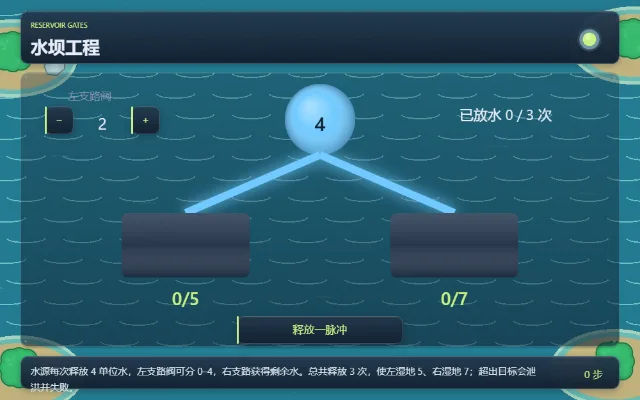 RESERVOIR GATES
水坝工程
左支路阀
− 2 +
4
已放水 0 / 3 次
0/5
0/7
释放一脉冲
水源每次释放 4 单位水，左支路阀可分 0-4，右支路获得剩余水。总共释放 3 次，使左湿地 5、右湿地 7；超出目标会泄
洪并失败。
0 步